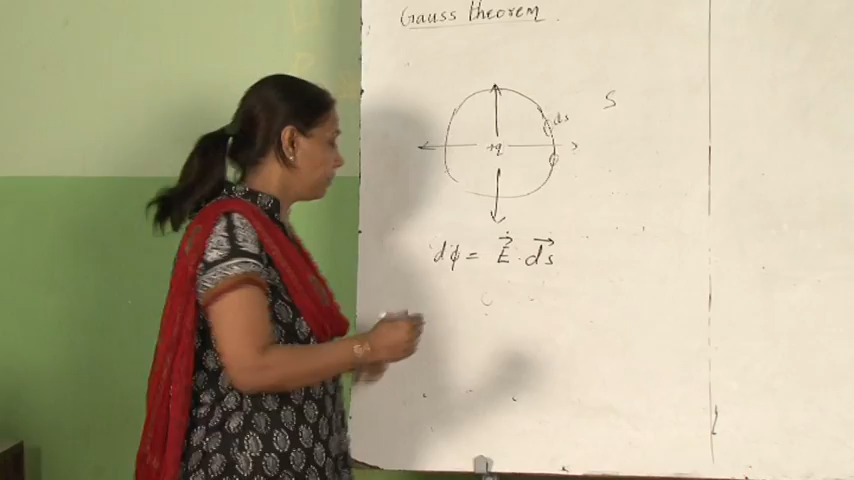 Gauss theorem
S
ds
+q
dϕ = E⃗ . ds⃗